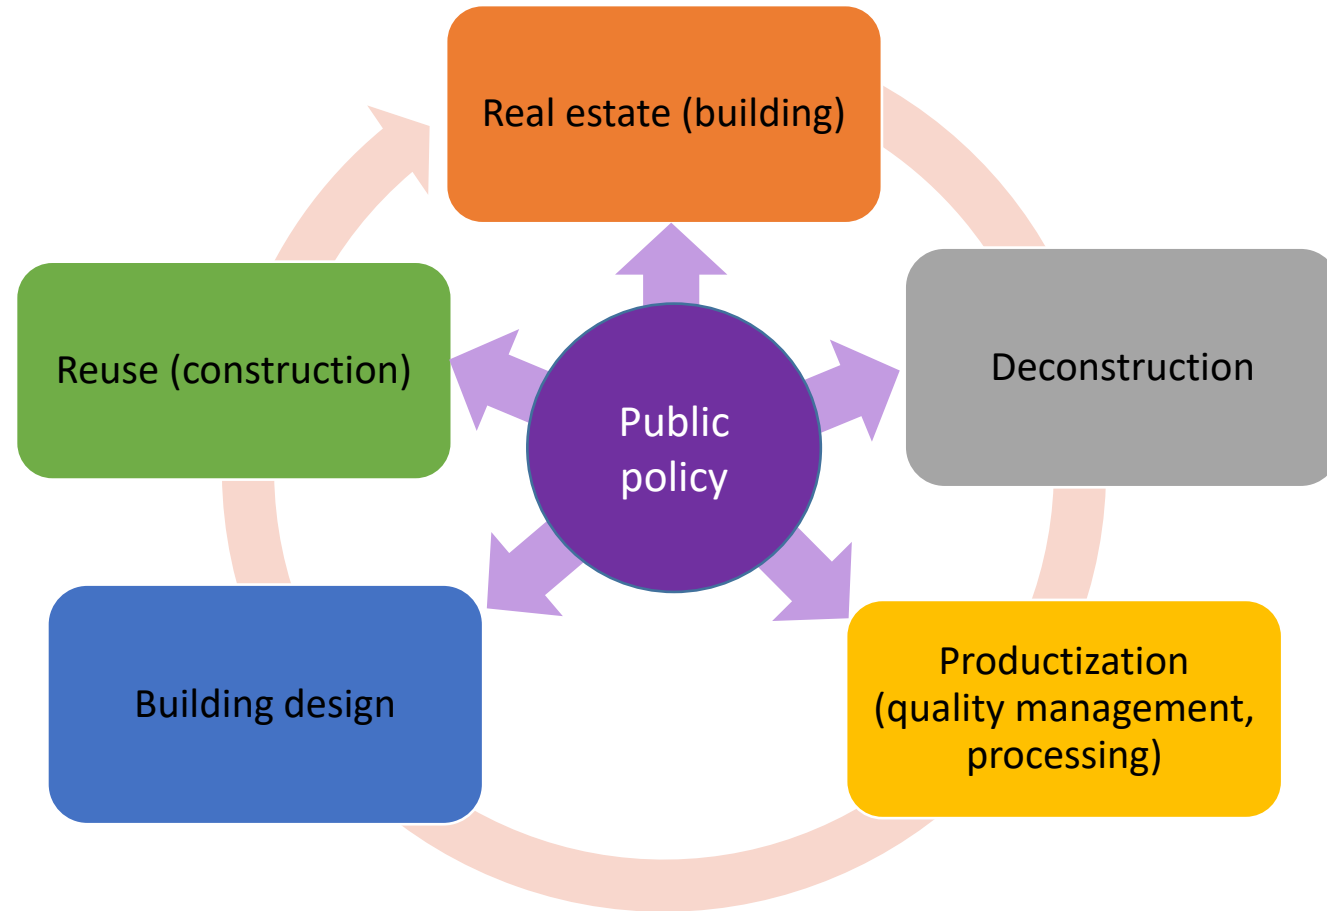 Real estate (building)
Deconstruction
Productization
(quality management,
processing)
Building design
Reuse (construction)
Public
policy